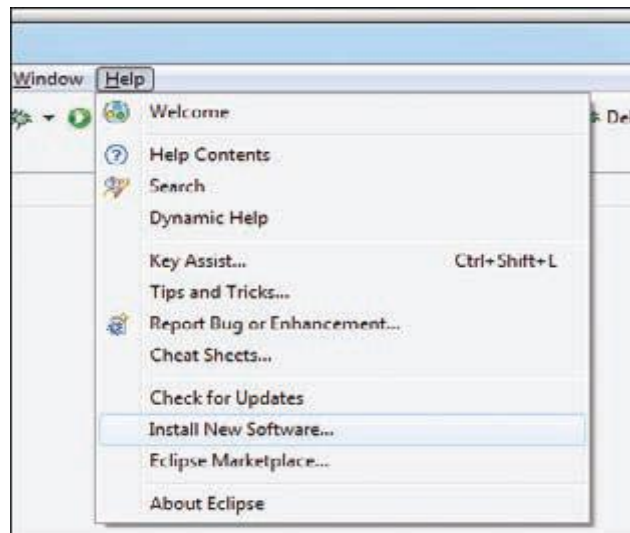 Window Help
Welcome
Help Contents
Search
Dynamic Help
Key Assist... Ctrl+Shift+L
Tips and Tricks...
Report Bug or Enhancement...
Cheat Sheets...
Check for Updates
Install New Software...
Eclipse Marketplace...
About Eclipse